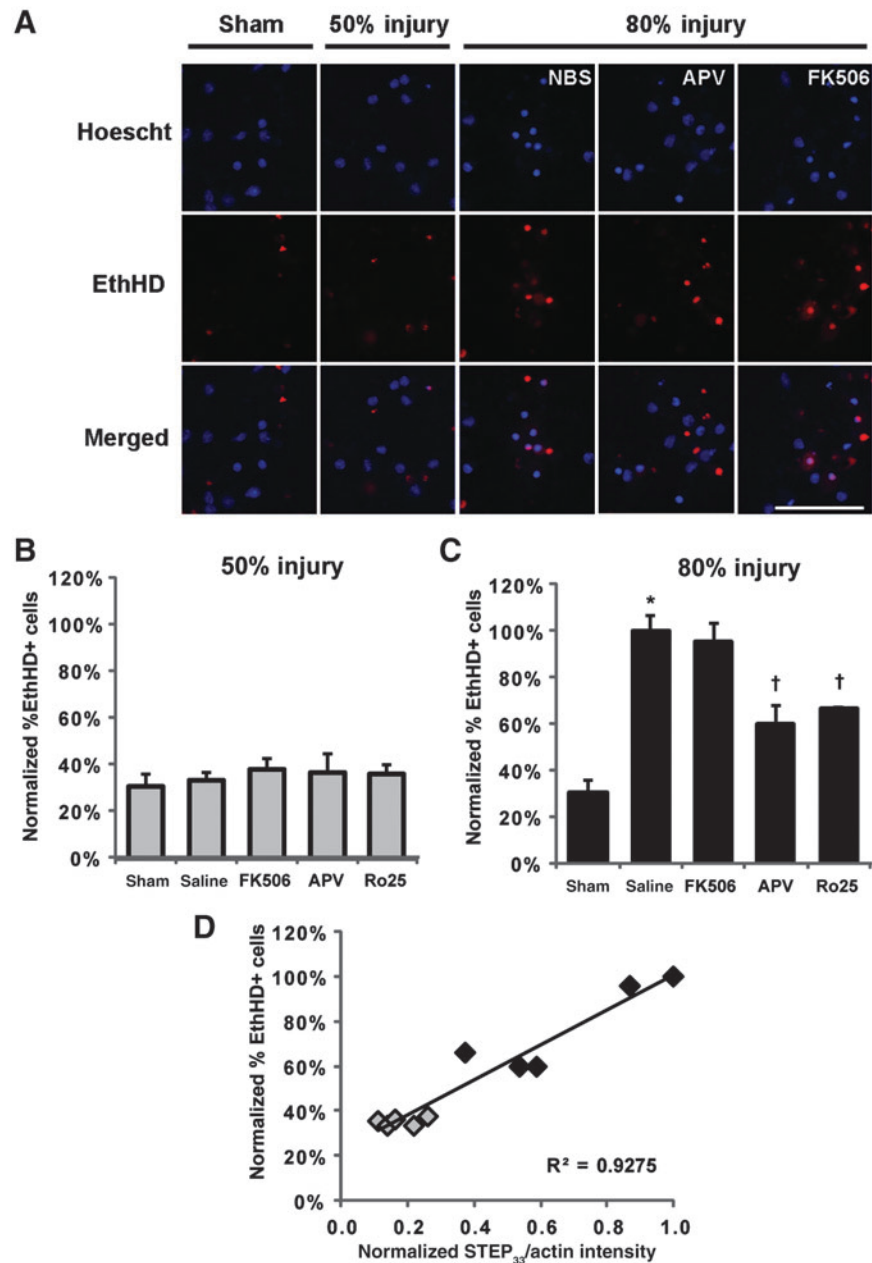 A
Sham 50% injury 80% injury
NBS APV FK506
Hoescht
EthHD
Merged
B
50% injury
Normalized %EthHD+ cells
120%
100%
80%
60%
40%
20%
0%
Sham Saline FK506 APV Ro25
C
80% injury
Normalized % EthHD+ cells
120%
100%
80%
60%
40%
20%
0%
*
† †
Sham Saline FK506 APV Ro25
D
Normalized % EthHD+ cells
120%
100%
80%
60%
40%
20%
0%
R² = 0.9275
0.0 0.2 0.4 0.6 0.8 1.0
Normalized STEP₃₃/actin intensity